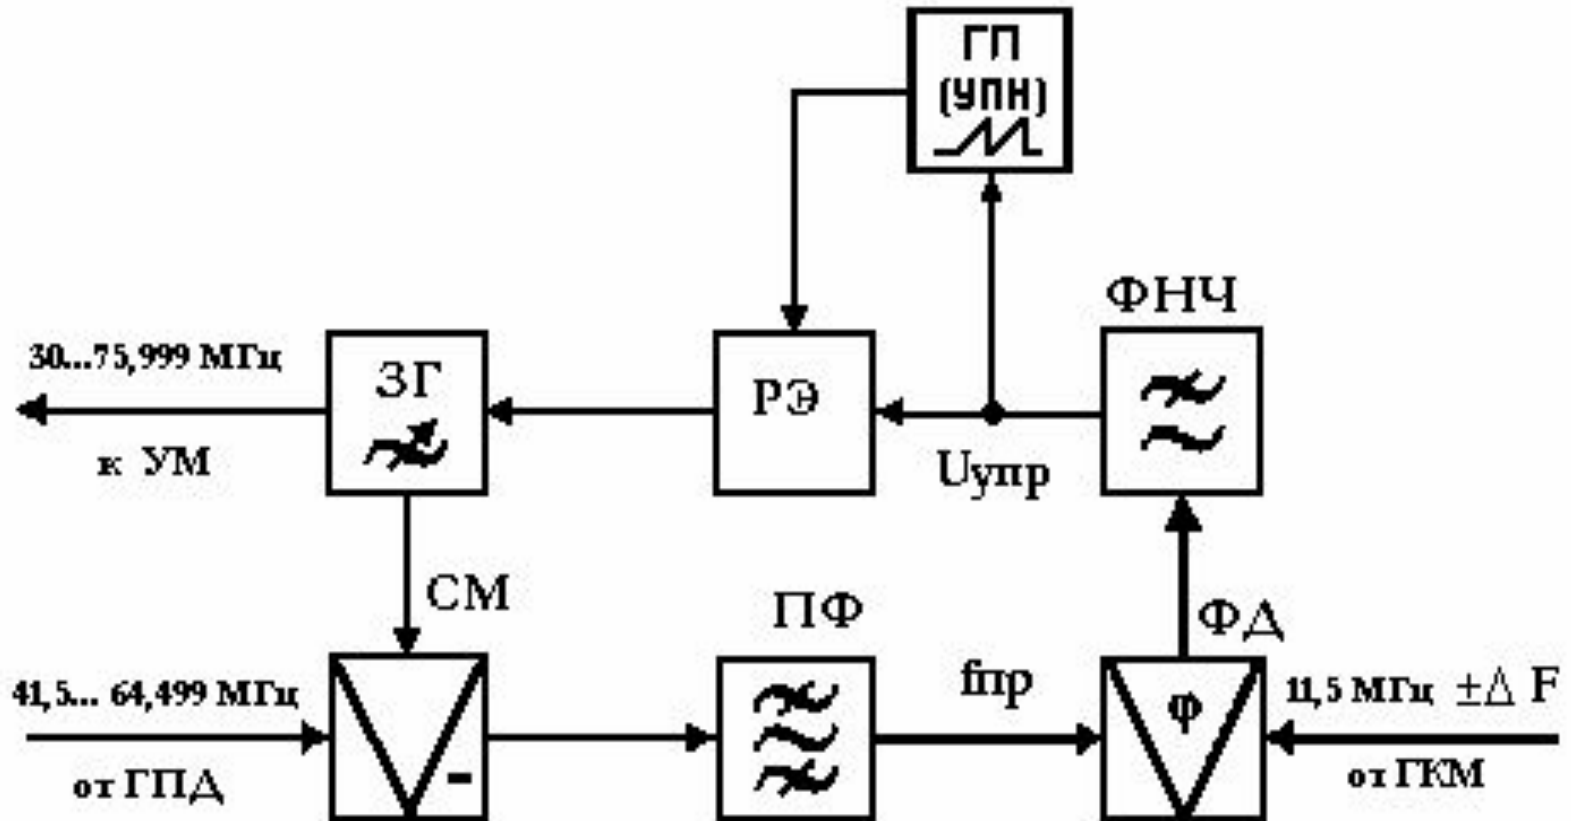 ГП
(УПН)
ФНЧ
30...75,999 МГц
ЗГ
РЭ
к УМ
Uупр
СМ
ПФ
ФД
fпр
41,5... 64,499 МГц
11,5 МГц ±Δ F
φ
-
от ГПД
от ГКМ